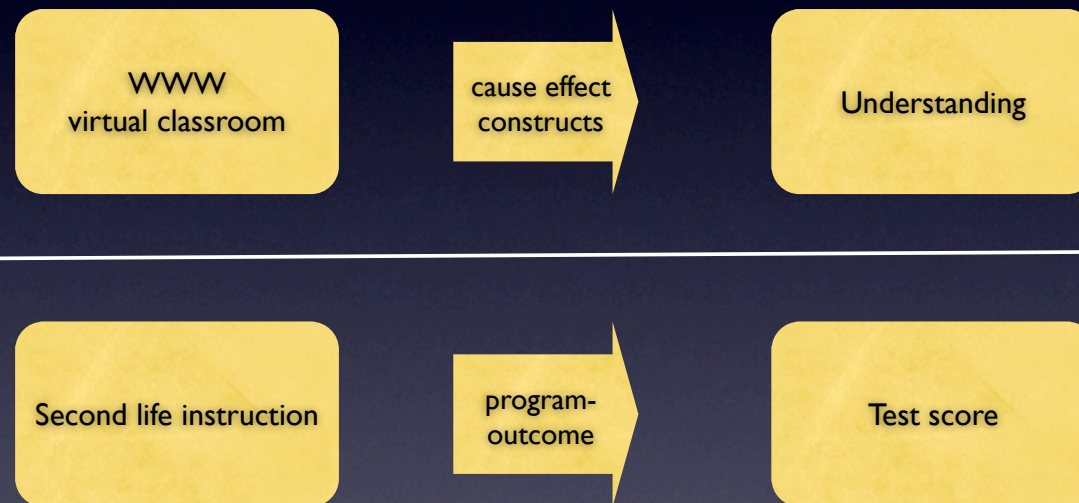 WWW
virtual classroom
cause effect
constructs
Understanding
Second life instruction
program-
outcome
Test score